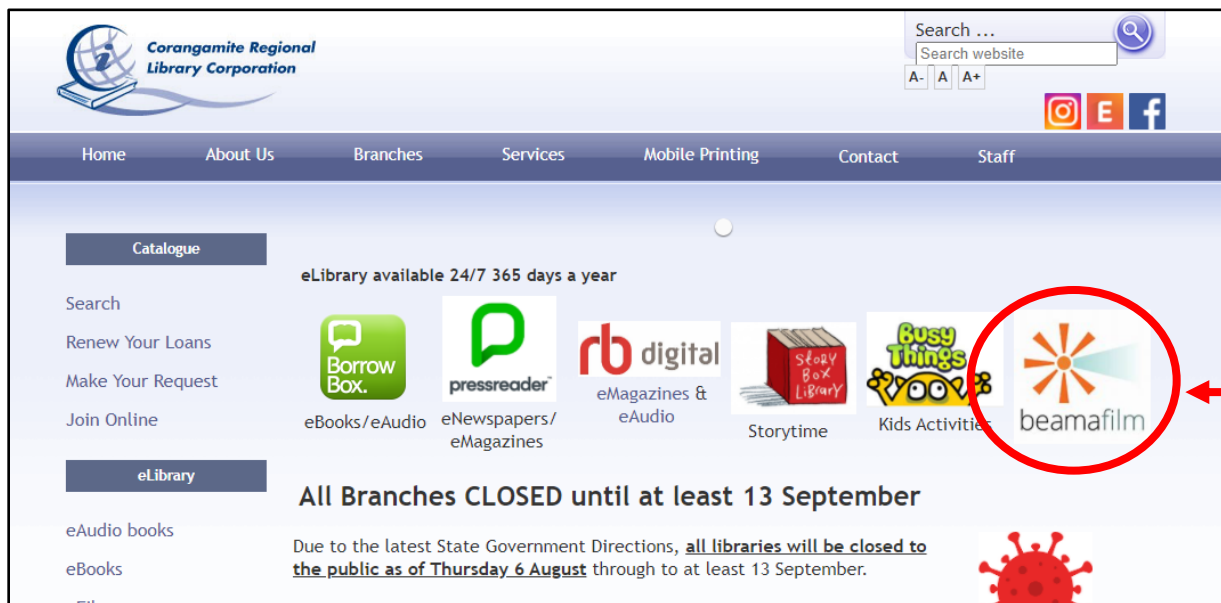 Corangamite Regional
Library Corporation
Search ...
Search website
A- A A+
E f
Home About Us Branches Services Mobile Printing Contact Staff
Catalogue
Search
Renew Your Loans
Make Your Request
Join Online
eLibrary
eAudio books
eBooks
eLibrary available 24/7 365 days a year
Borrow
Box.
eBooks/eAudio
pressreader
eNewspapers/
eMagazines
rb digital
eMagazines &
eAudio
Story
Box
Library
Storytime
Busy
Things
Kids Activities
beamafilm
All Branches CLOSED until at least 13 September
Due to the latest State Government Directions, all libraries will be closed to
the public as of Thursday 6 August through to at least 13 September.